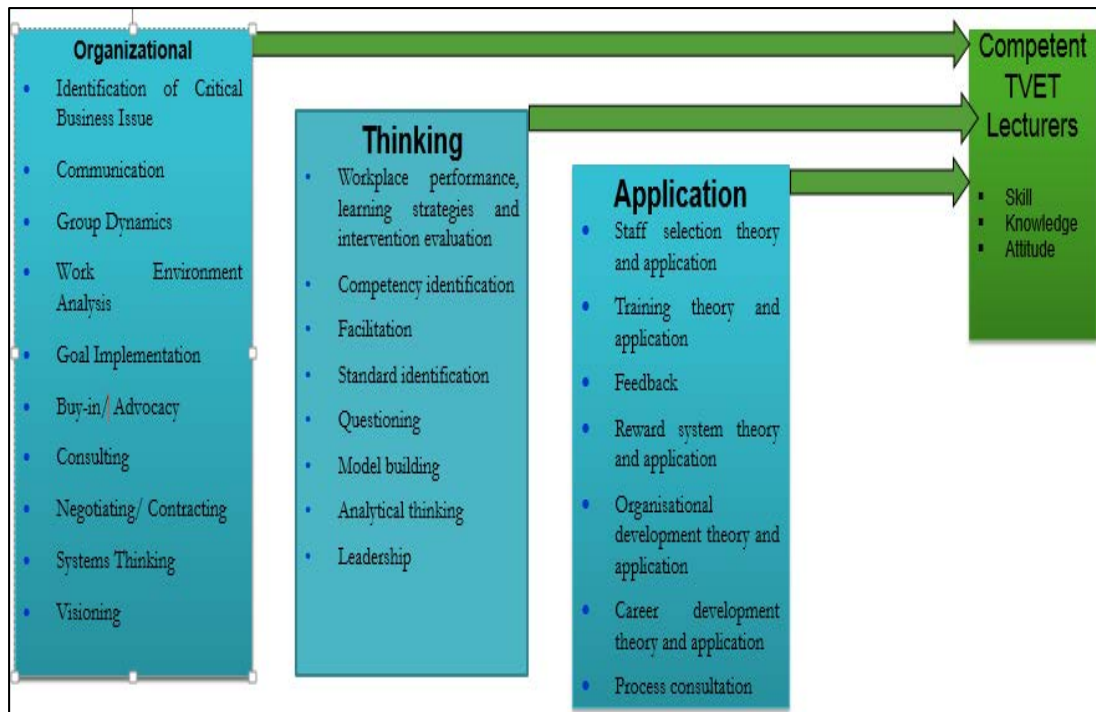 Organizational
• Identification of Critical
Business Issue
• Communication
• Group Dynamics
• Work Environment
Analysis
• Goal Implementation
• Buy-in/ Advocacy
• Consulting
• Negotiating/ Contracting
• Systems Thinking
• Visioning
Thinking
• Workplace performance,
learning strategies and
intervention evaluation
• Competency identification
• Facilitation
• Standard identification
• Questioning
• Model building
• Analytical thinking
• Leadership
Application
• Staff selection theory
and application
• Training theory and
application
• Feedback
• Reward system theory
and application
• Organisational
development theory and
application
• Career development
theory and application
• Process consultation
Competent
TVET
Lecturers
▪ Skill
▪ Knowledge
▪ Attitude